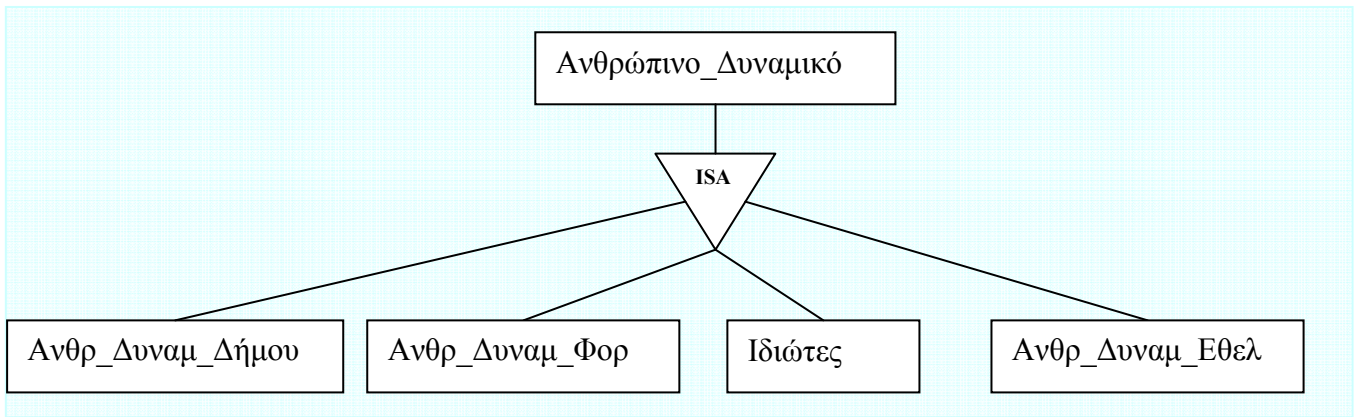 Ανθρώπινο_Δυναμικό
ISA
Ανθρ_Δυναμ_Δήμου
Ανθρ_Δυναμ_Φορ
Ιδιώτες
Ανθρ_Δυναμ_Εθελ